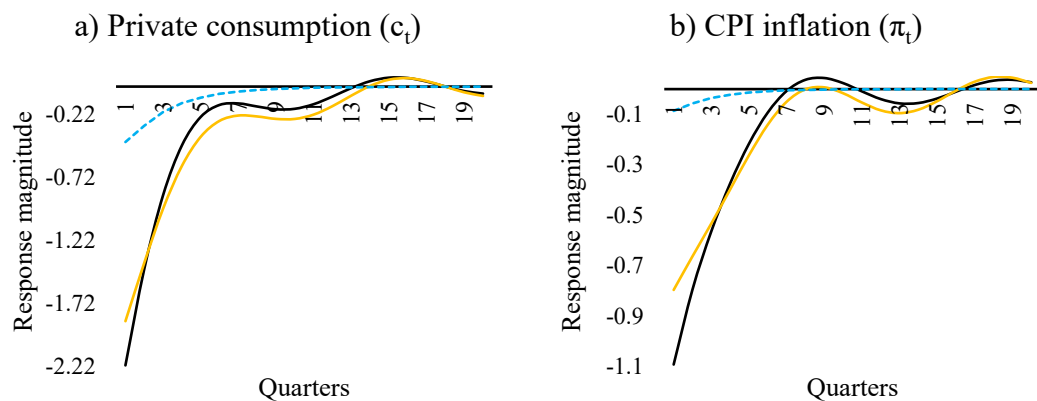 a) Private consumption (cₜ)
Response magnitude
-0.22
-0.72
-1.22
-1.72
-2.22
1 3 5 7 9 11 13 15 17 19
Quarters
b) CPI inflation (πₜ)
Response magnitude
-0.1
-0.3
-0.5
-0.7
-0.9
-1.1
1 3 5 7 9 11 13 15 17 19
Quarters